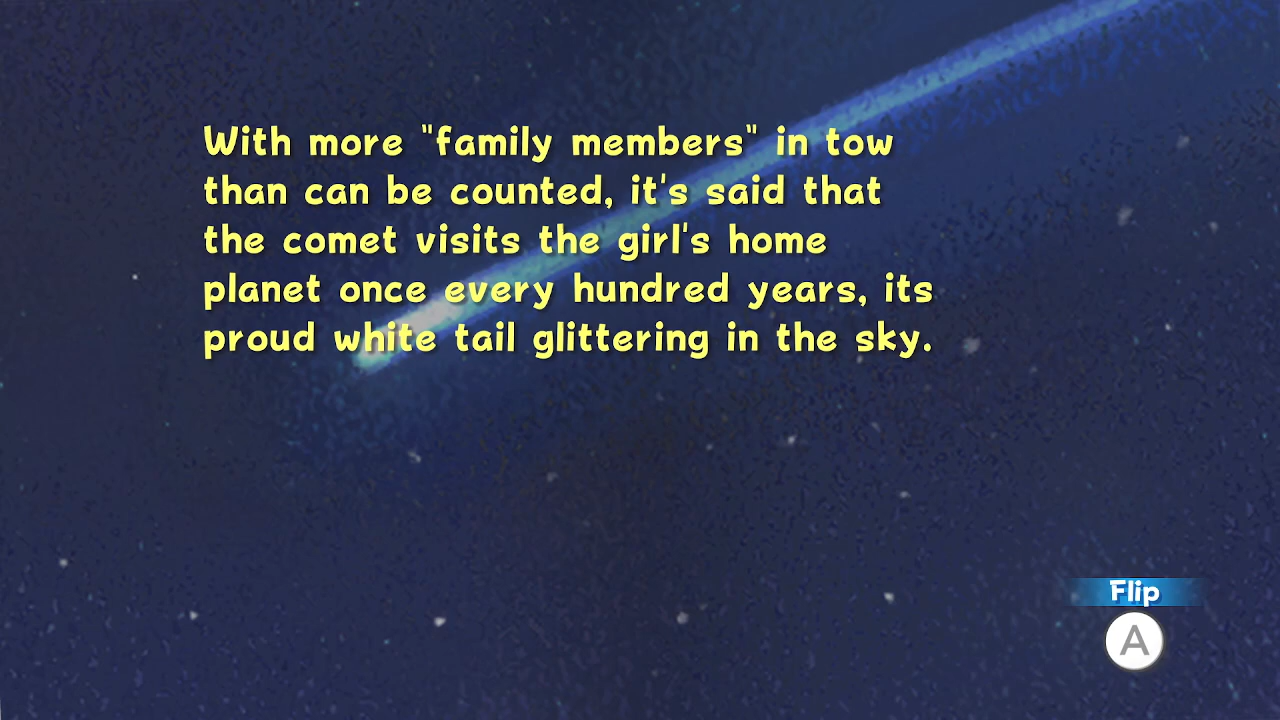 With more "family members" in tow
than can be counted, it's said that
the comet visits the girl's home
planet once every hundred years, its
proud white tail glittering in the sky.
Flip
A